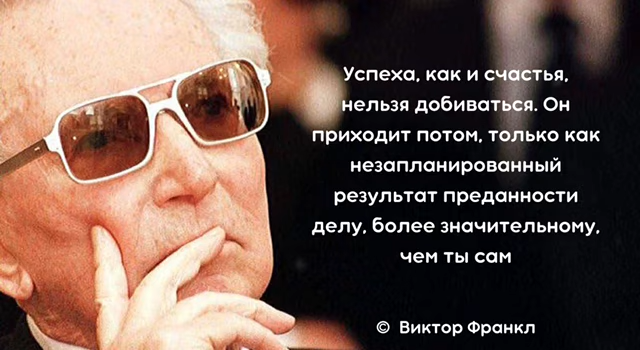 Успеха, как и счастья,
нельзя добиваться. Он
приходит потом, только как
незапланированный
результат преданности
делу, более значительному,
чем ты сам
© Виктор Франкл